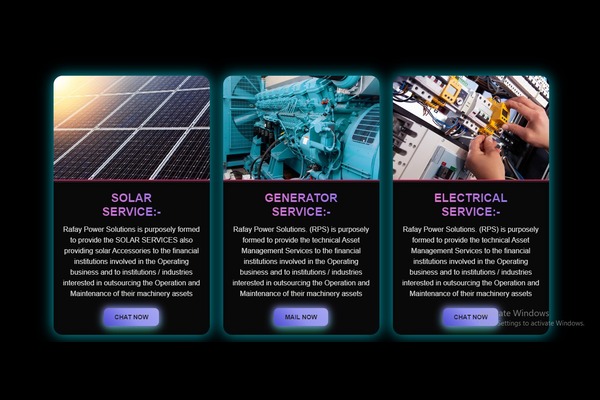 SOLAR
SERVICE:-
Rafay Power Solutions is purposely formed
to provide the SOLAR SERVICES also
providing solar Accessories to the financial
institutions involved in the Operating
business and to institutions / industries
interested in outsourcing the Operation and
Maintenance of their machinery assets
CHAT NOW
GENERATOR
SERVICE:-
Rafay Power Solutions. (RPS) is purposely
formed to provide the technical Asset
Management Services to the financial
institutions involved in the Operating
business and to institutions / industries
interested in outsourcing the Operation and
Maintenance of their machinery assets
MAIL NOW
ELECTRICAL
SERVICE:-
Rafay Power Solutions. (RPS) is purposely
formed to provide the technical Asset
Management Services to the financial
institutions involved in the Operating
business and to institutions / industries
interested in outsourcing the Operation and
Maintenance of their machinery assets
CHAT NOW
ate Windows
Settings to activate Windows.